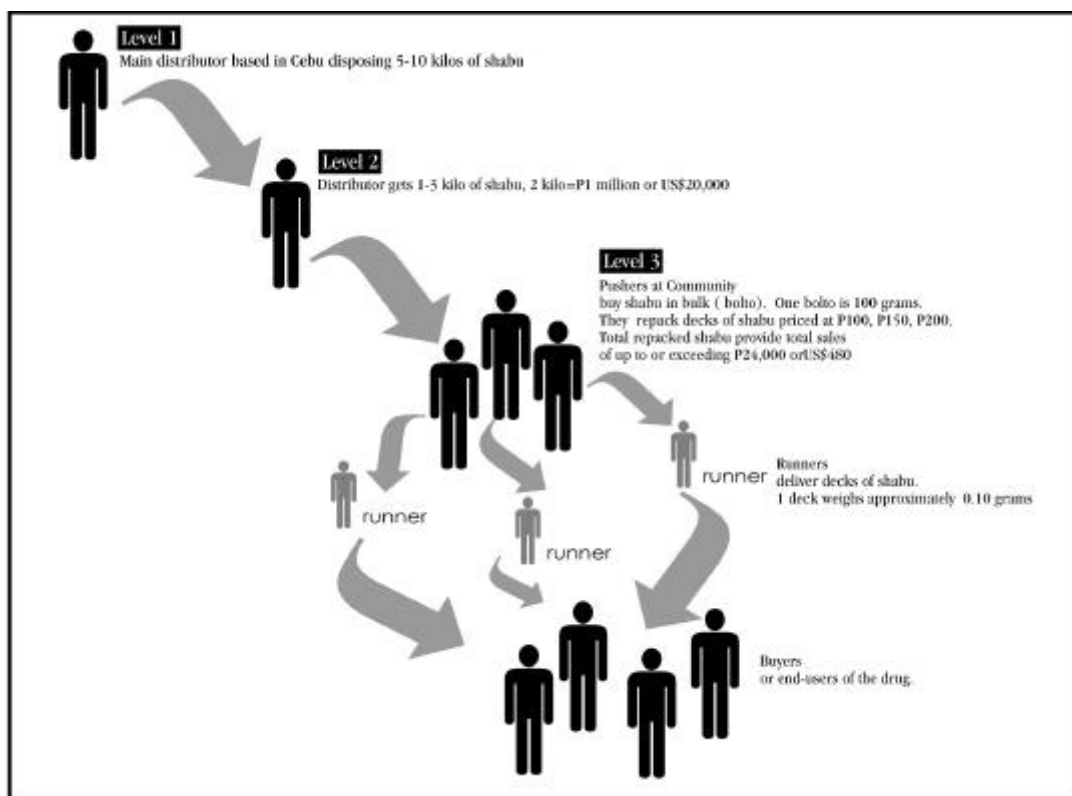 Level 1
Main distributor based in Cebu disposing 5-10 kilos of shabu
Level 2
Distributor gets 1-3 kilo of shabu, 2 kilo=P1 million or US$20,000
Level 3
Pushers at Community
buy shabu in bulk ( bolto). One bolto is 100 grams.
They repack decks of shabu priced at P100, P150, P200.
Total repacked shabu provide total sales
of up to or exceeding P24,000 orUS$480
runner
Runners
deliver decks of shabu.
1 deck weighs approximately 0.10 grams
runner
runner
Buyers
or end-users of the drug.